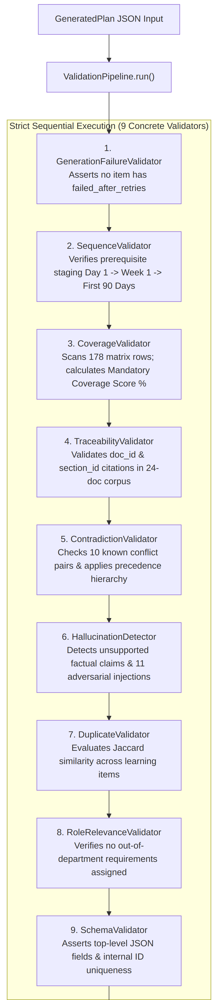 GeneratedPlan JSON Input
ValidationPipeline.run()
Strict Sequential Execution (9 Concrete Validators)
1.
GenerationFailureValidator
Asserts no item has
failed_after_retries
2. SequenceValidator
Verifies prerequisite
staging Day 1 -> Week 1 ->
First 90 Days
3. CoverageValidator
Scans 178 matrix rows;
calculates Mandatory
Coverage Score %
4. TraceabilityValidator
Validates doc_id &
section_id citations in 24-
doc corpus
5. ContradictionValidator
Checks 10 known conflict
pairs & applies precedence
hierarchy
6. HallucinationDetector
Detects unsupported
factual claims & 11
adversarial injections
7. DuplicateValidator
Evaluates Jaccard
similarity across learning
items
8. RoleRelevanceValidator
Verifies no out-of-
department requirements
assigned
9. SchemaValidator
Asserts top-level JSON
fields & internal ID
uniqueness